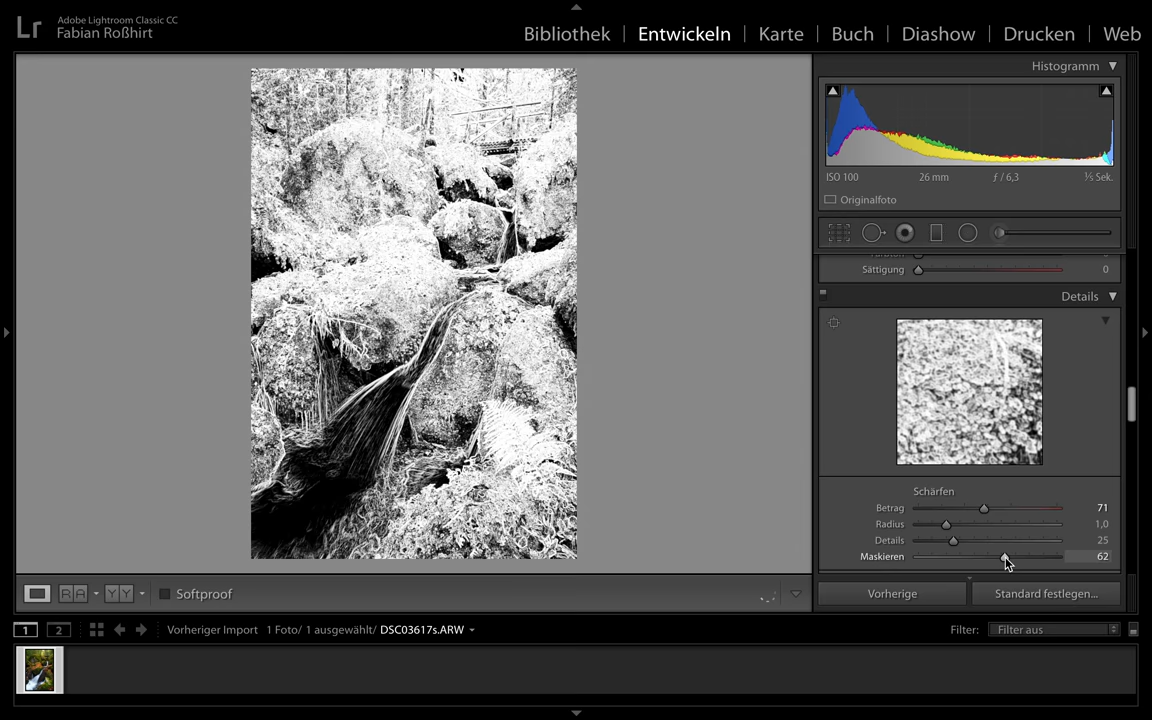 Lr Adobe Lightroom Classic CC
Fabian Roßhirt
Bibliothek | Entwickeln | Karte | Buch | Diashow | Drucken | Web
Histogramm
ISO 100 26 mm ƒ / 6,3 ⅕ Sek.
Originalfoto
Sättigung 0
Details
Schärfen
Betrag 71
Radius 1,0
Details 25
Maskieren 62
R A Y Y Softproof
Vorherige Standard festlegen...
1 2 Vorheriger Import 1 Foto/ 1 ausgewählt/ DSC03617s.ARW Filter: Filter aus